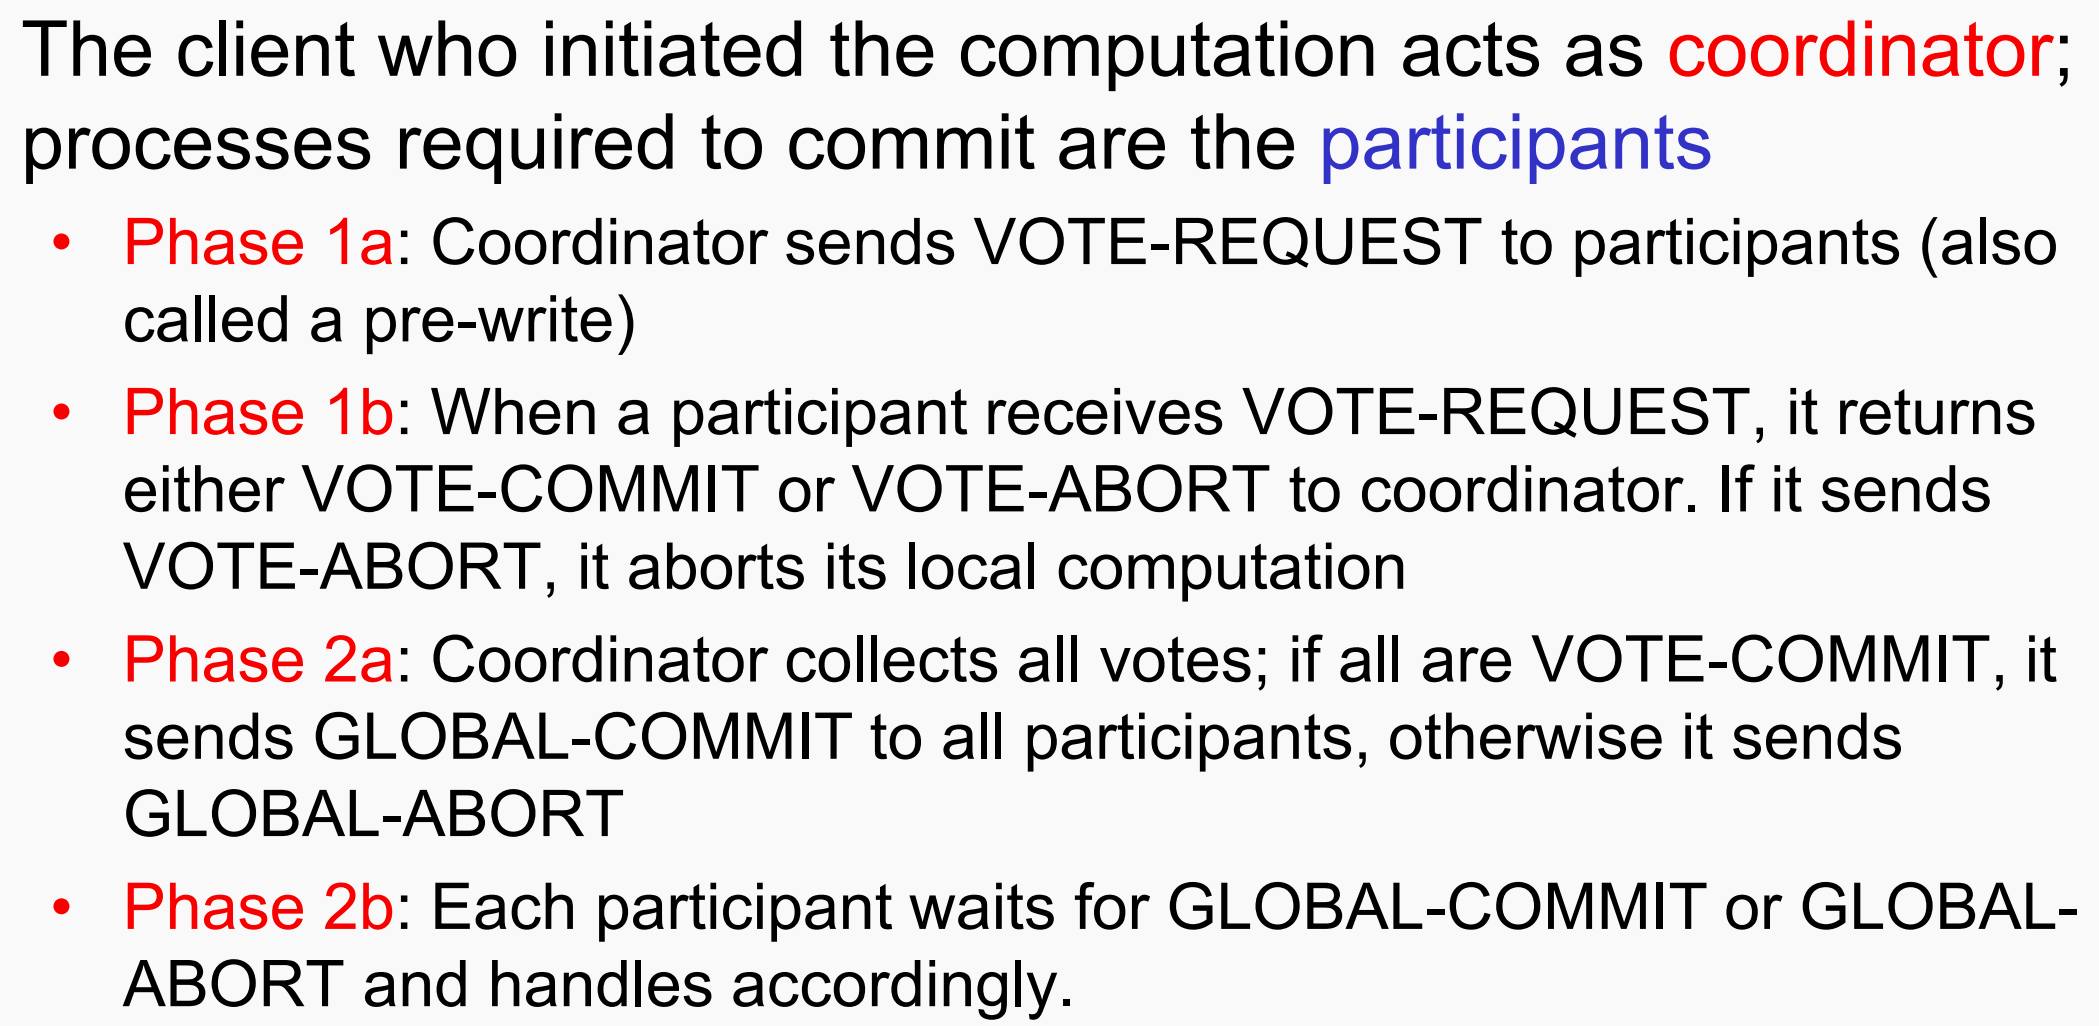 The client who initiated the computation acts as coordinator;
processes required to commit are the participants
• Phase 1a: Coordinator sends VOTE-REQUEST to participants (also
called a pre-write)
• Phase 1b: When a participant receives VOTE-REQUEST, it returns
either VOTE-COMMIT or VOTE-ABORT to coordinator. If it sends
VOTE-ABORT, it aborts its local computation
• Phase 2a: Coordinator collects all votes; if all are VOTE-COMMIT, it
sends GLOBAL-COMMIT to all participants, otherwise it sends
GLOBAL-ABORT
• Phase 2b: Each participant waits for GLOBAL-COMMIT or GLOBAL-
ABORT and handles accordingly.